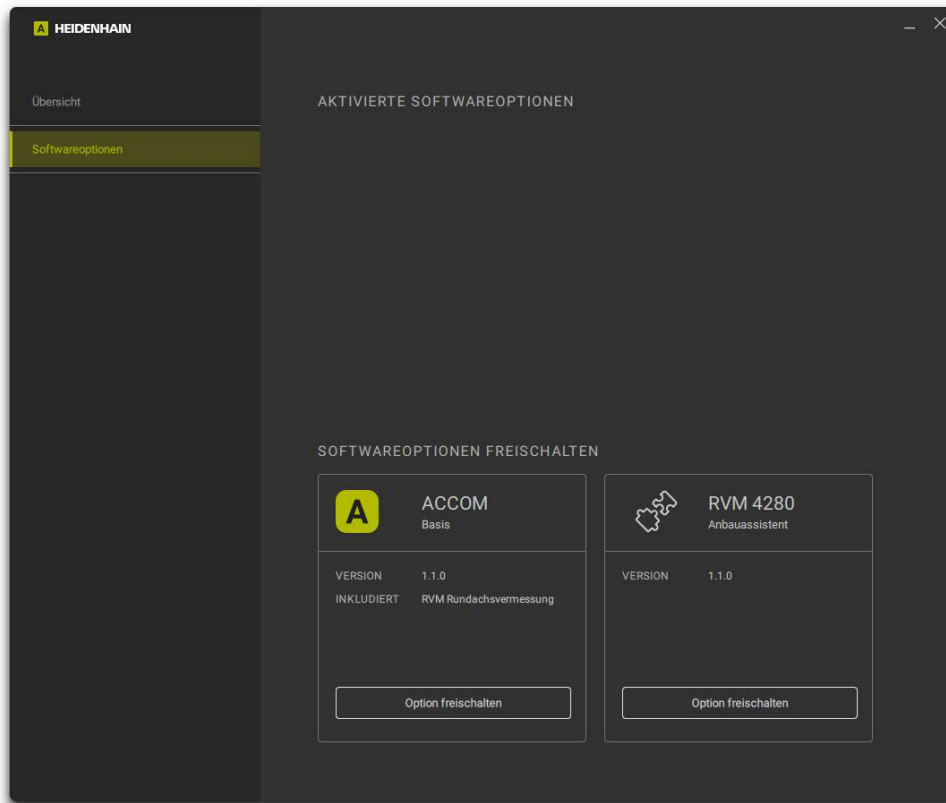 A HEIDENHAIN
Übersicht
Softwareoptionen
AKTIVIERTE SOFTWAREOPTIONEN
SOFTWAREOPTIONEN FREISCHALTEN
A
ACCOM
Basis
VERSION 1.1.0
INKLUDIERT RVM Rundachsvermessung
Option freischalten
RVM 4280
Anbauassistent
VERSION 1.1.0
Option freischalten